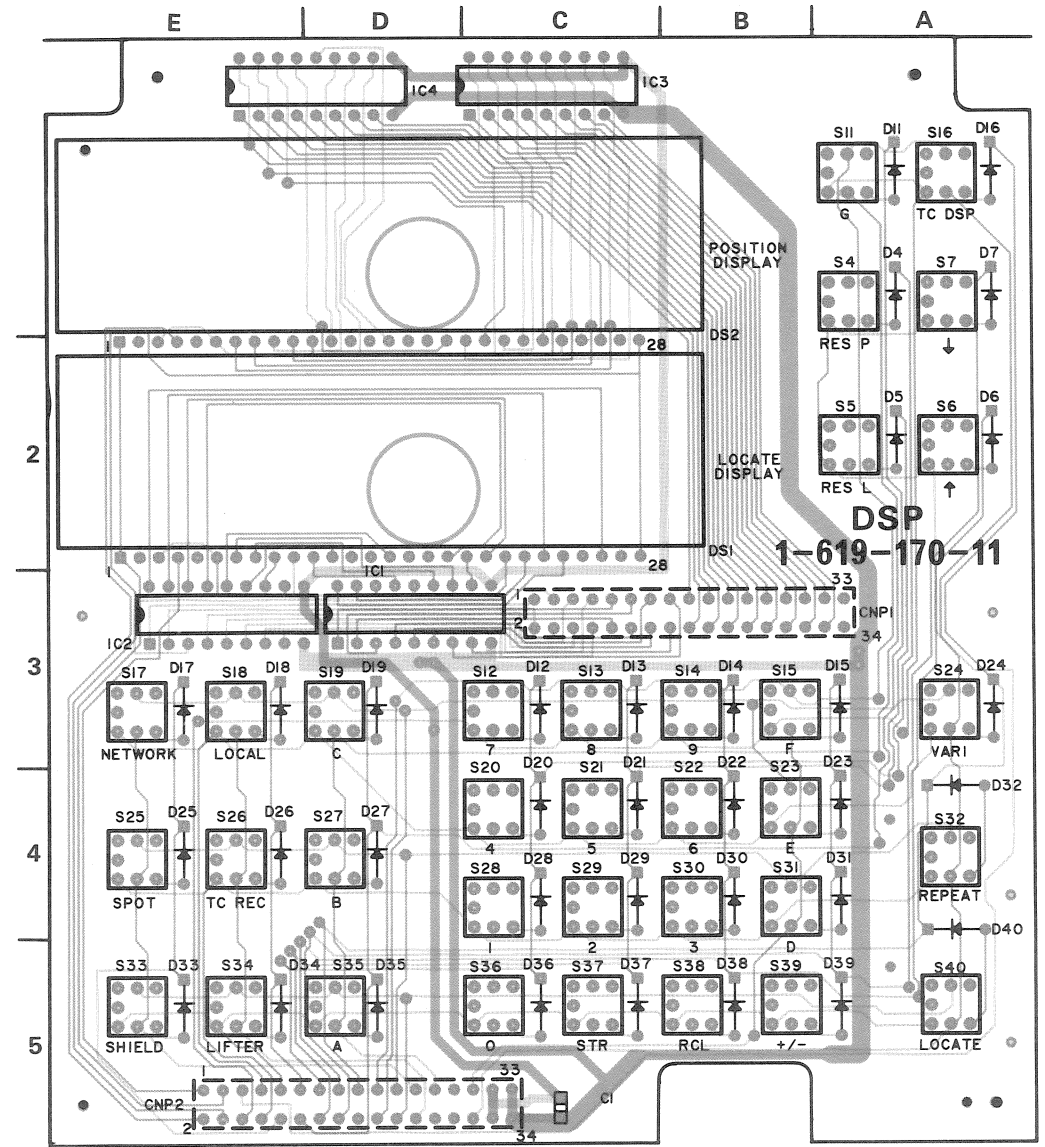 E D C B A
IC4 IC3
S11 D11 S16 D16
G TC DSP
POSITION
DISPLAY
S4 D4 S7 D7
RES P ↓
DS2
1 28
2
LOCATE
DISPLAY
S5 D5 S6 D6
RES L ↑
DSP
1-619-170-11
DS1
1 28
IC1
1 33
CNP1
2 34
IC2
3
S17 D17 S18 D18 S19 D19 S12 D12 S13 D13 S14 D14 S15 D15 S24 D24
NETWORK LOCAL C 7 8 9 F VARI
S20 D20 S21 D21 S22 D22 S23 D23
D32
4 5 6 E
4
S25 D25 S26 D26 S27 D27 S32
SPOT TC REC B REPEAT
S28 D28 S29 D29 S30 D30 S31 D31
1 2 3 D
D40
S33 D33 S34 D34 S35 D35 S36 D36 S37 D37 S38 D38 S39 D39 S40
SHIELD LIFTER A 0 STR RCL +/- LOCATE
5
1 33
CNP2 C1
2 34